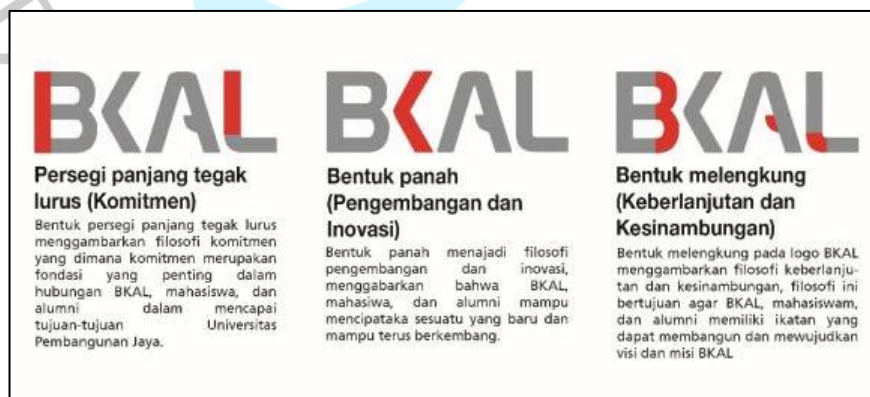 BKAL
Persegi panjang tegak
lurus (Komitmen)
Bentuk persegi panjang tegak lurus
menggambarkan filosofi komitmen
yang dimana komitmen merupakan
fondasi yang penting dalam
hubungan BKAL, mahasiswa, dan
alumni dalam mencapai
tujuan-tujuan Universitas
Pembangunan Jaya.
BKAL
Bentuk panah
(Pengembangan dan
Inovasi)
Bentuk panah menajadi filosofi
pengembangan dan inovasi,
menggabarkan bahwa BKAL,
mahasiwa, dan alumni mampu
mencipataka sesuatu yang baru dan
mampu terus berkembang.
BKAL
Bentuk melengkung
(Keberlanjutan dan
Kesinambungan)
Bentuk melengkung pada logo BKAL
menggambarkan filosofi keberlanju-
tan dan kesinambungan, filosofi ini
bertujuan agar BKAL, mahasiswam,
dan alumni memiliki ikatan yang
dapat membangun dan mewujudkan
visi dan misi BKAL